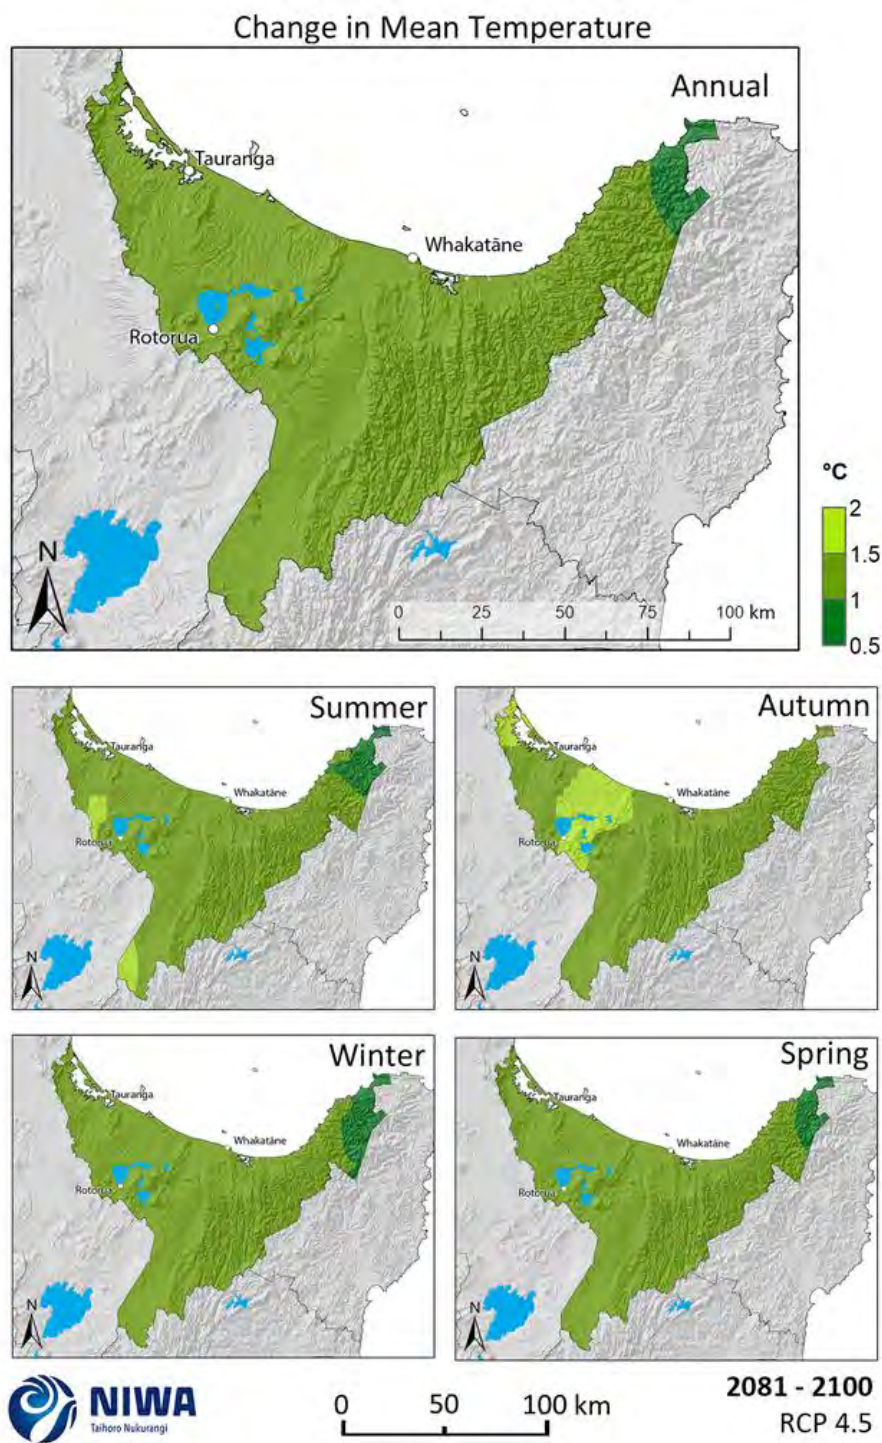 Change in Mean Temperature
Annual
Tauranga
Whakatāne
Rotorua
°C
2
1.5
1
0.5
N
0 25 50 75 100 km
Summer
Tauranga
Whakatāne
Rotorua
N
Autumn
Tauranga
Whakatāne
Rotorua
N
Winter
Tauranga
Whakatāne
Rotorua
N
Spring
Tauranga
Whakatāne
Rotorua
N
NIWA
Taihoro Nukurangi
0 50 100 km
2081 - 2100
RCP 4.5